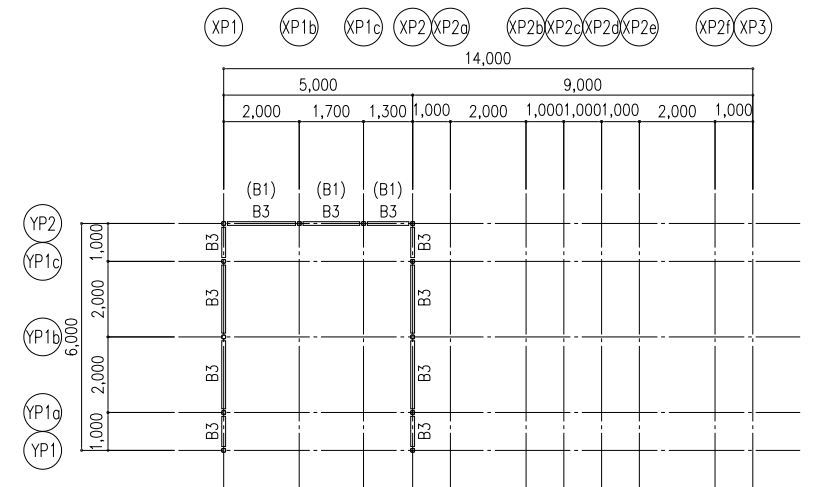 XP1 XP1b XP1c XP2 XP2a XP2b XP2c XP2d XP2e XP2f XP3
14,000
5,000 9,000
2,000 1,700 1,300 1,000 2,000 1,000 1,000 1,000 2,000 1,000
(B1) (B1) (B1)
B3 B3 B3
YP2
1,000 B3 B3
YP1c
2,000 B3 B3
YP1b
6,000
2,000 B3 B3
YP1a
1,000 B3 B3
YP1